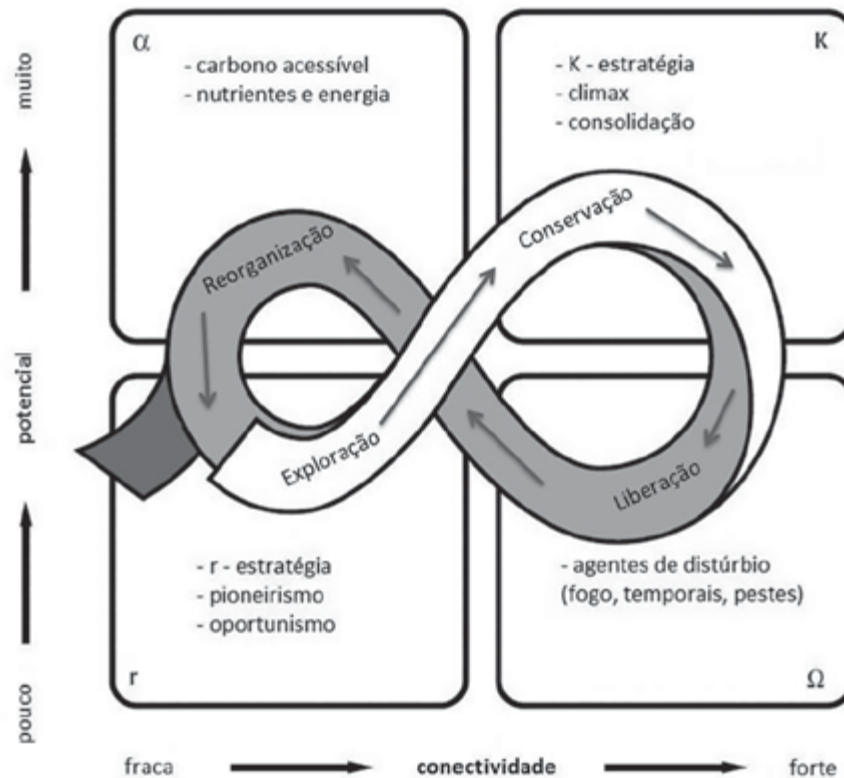 α
- carbono acessível
- nutrientes e energia
K
- K - estratégia
- climax
- consolidação
muito
potencial
pouco
Reorganização
Conservação
Exploração
Liberação
- r - estratégia
- pioneirismo
- oportunismo
r
- agentes de distúrbio
(fogo, temporais, pestes)
Ω
fraca
conectividade
forte